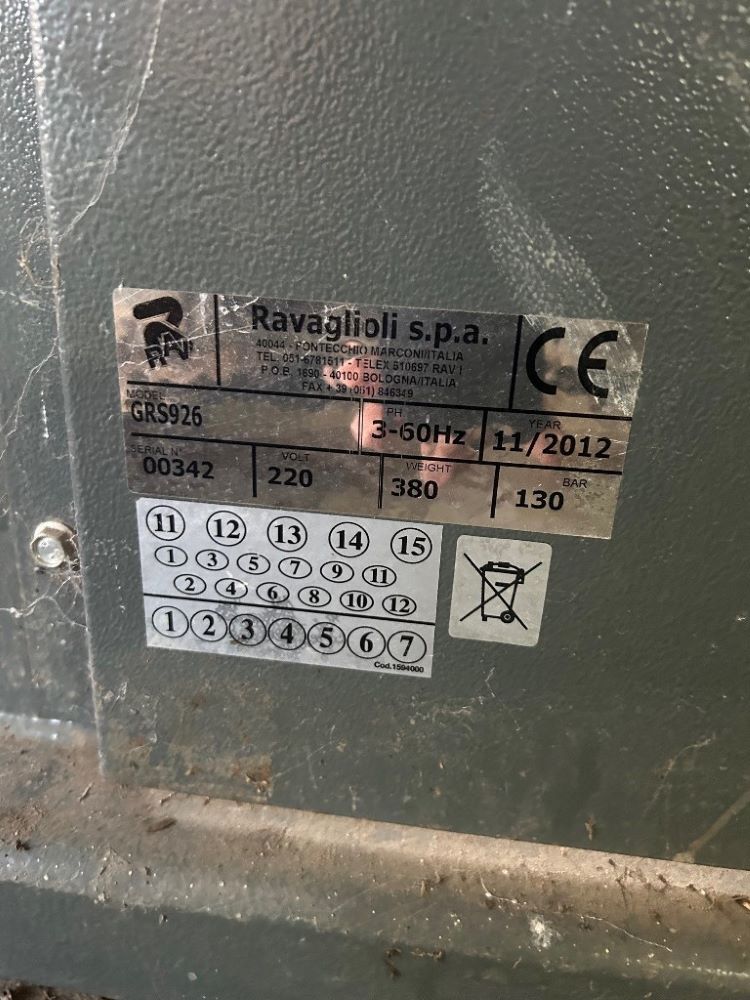 RAV
Ravaglioli s.p.a.
40044 - PONTECCHIO MARCONI/ITALIA
TEL. 051-6781511 - TELEX 510697 RAV I
P.O.B. 1690 - 40100 BOLOGNA/ITALIA
FAX + 39 (051) 846349
CE
MODEL
GRS926
PH
3-60Hz
YEAR
11/2012
SERIAL N°
00342
VOLT
220
WEIGHT
380
BAR
130
11 12 13 14 15
1 3 5 7 9 11
2 4 6 8 10 12
1 2 3 4 5 6 7
Cod.1594000